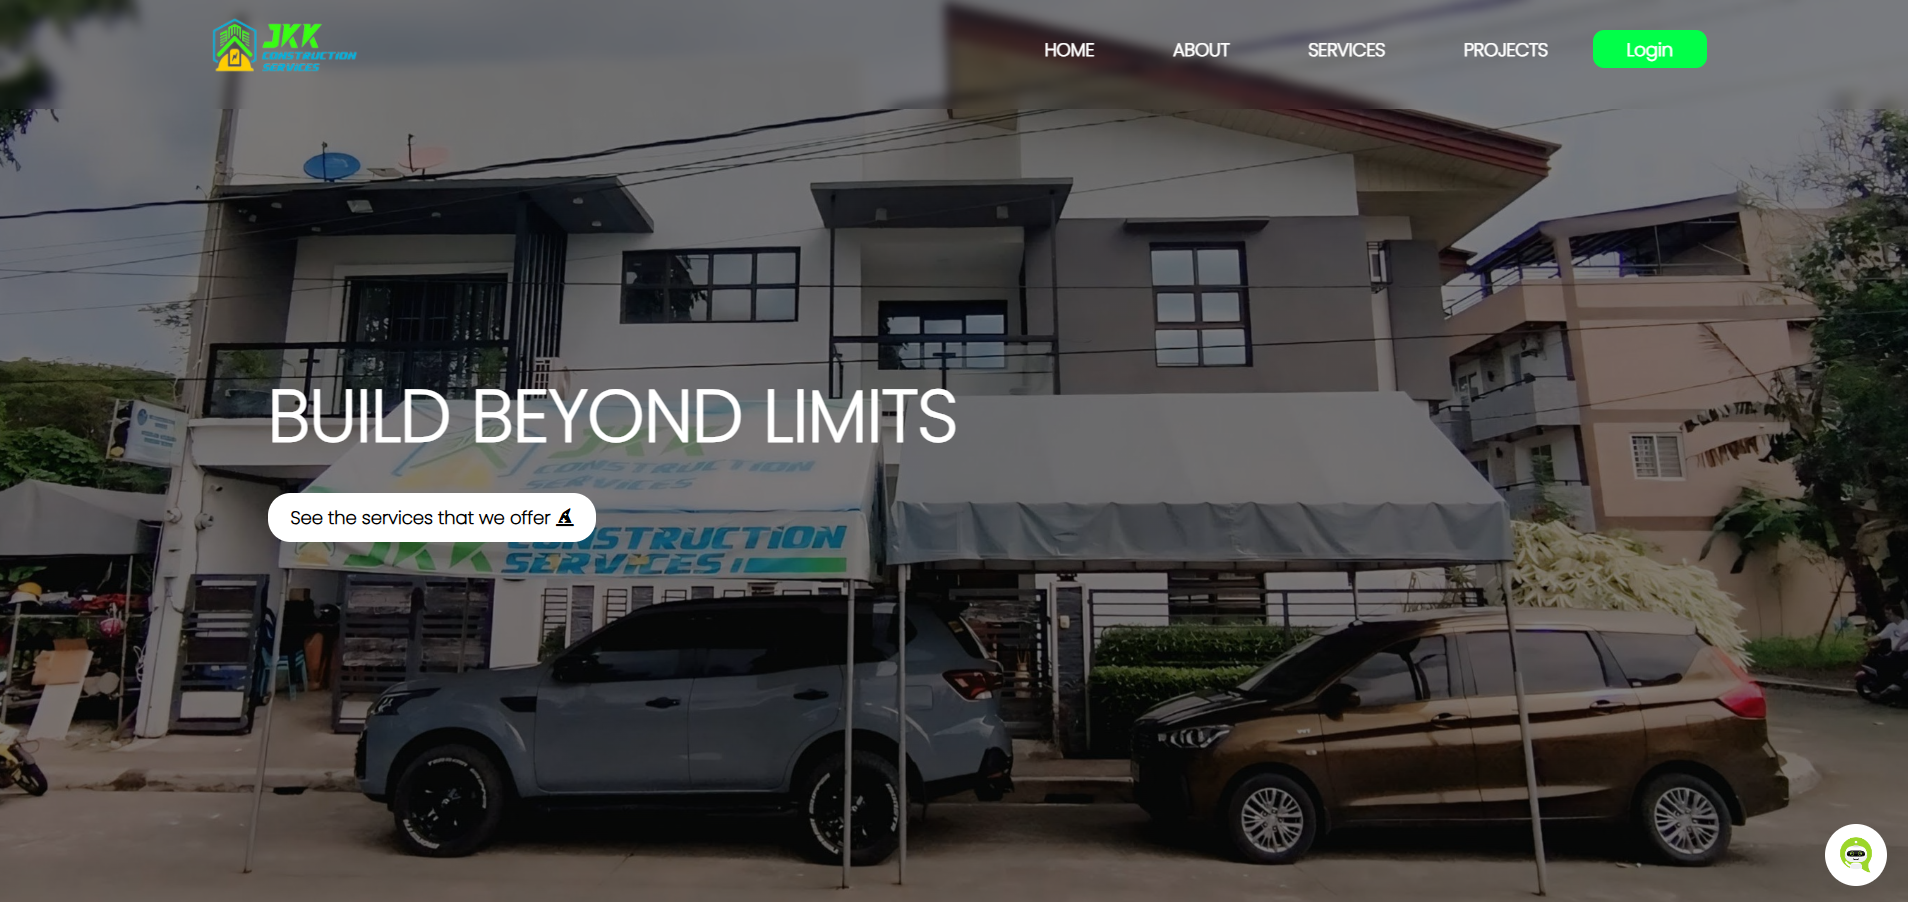 JKK
CONSTRUCTION
SERVICES
HOME
ABOUT
SERVICES
PROJECTS
Login
BUILD BEYOND LIMITS
JKK
CONSTRUCTION
SERVICES
See the services that we offer
JKK CONSTRUCTION
SERVICES